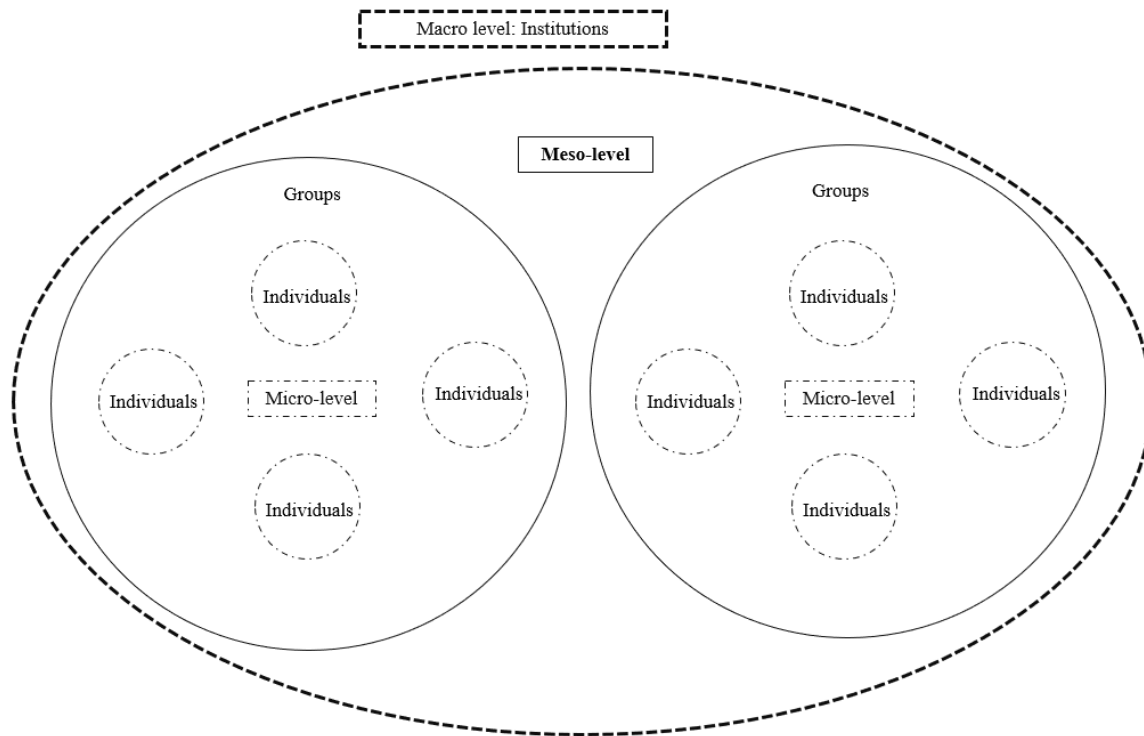 Macro level: Institutions
Meso-level
Groups
Individuals
Individuals
Micro-level
Individuals
Individuals
Groups
Individuals
Individuals
Micro-level
Individuals
Individuals